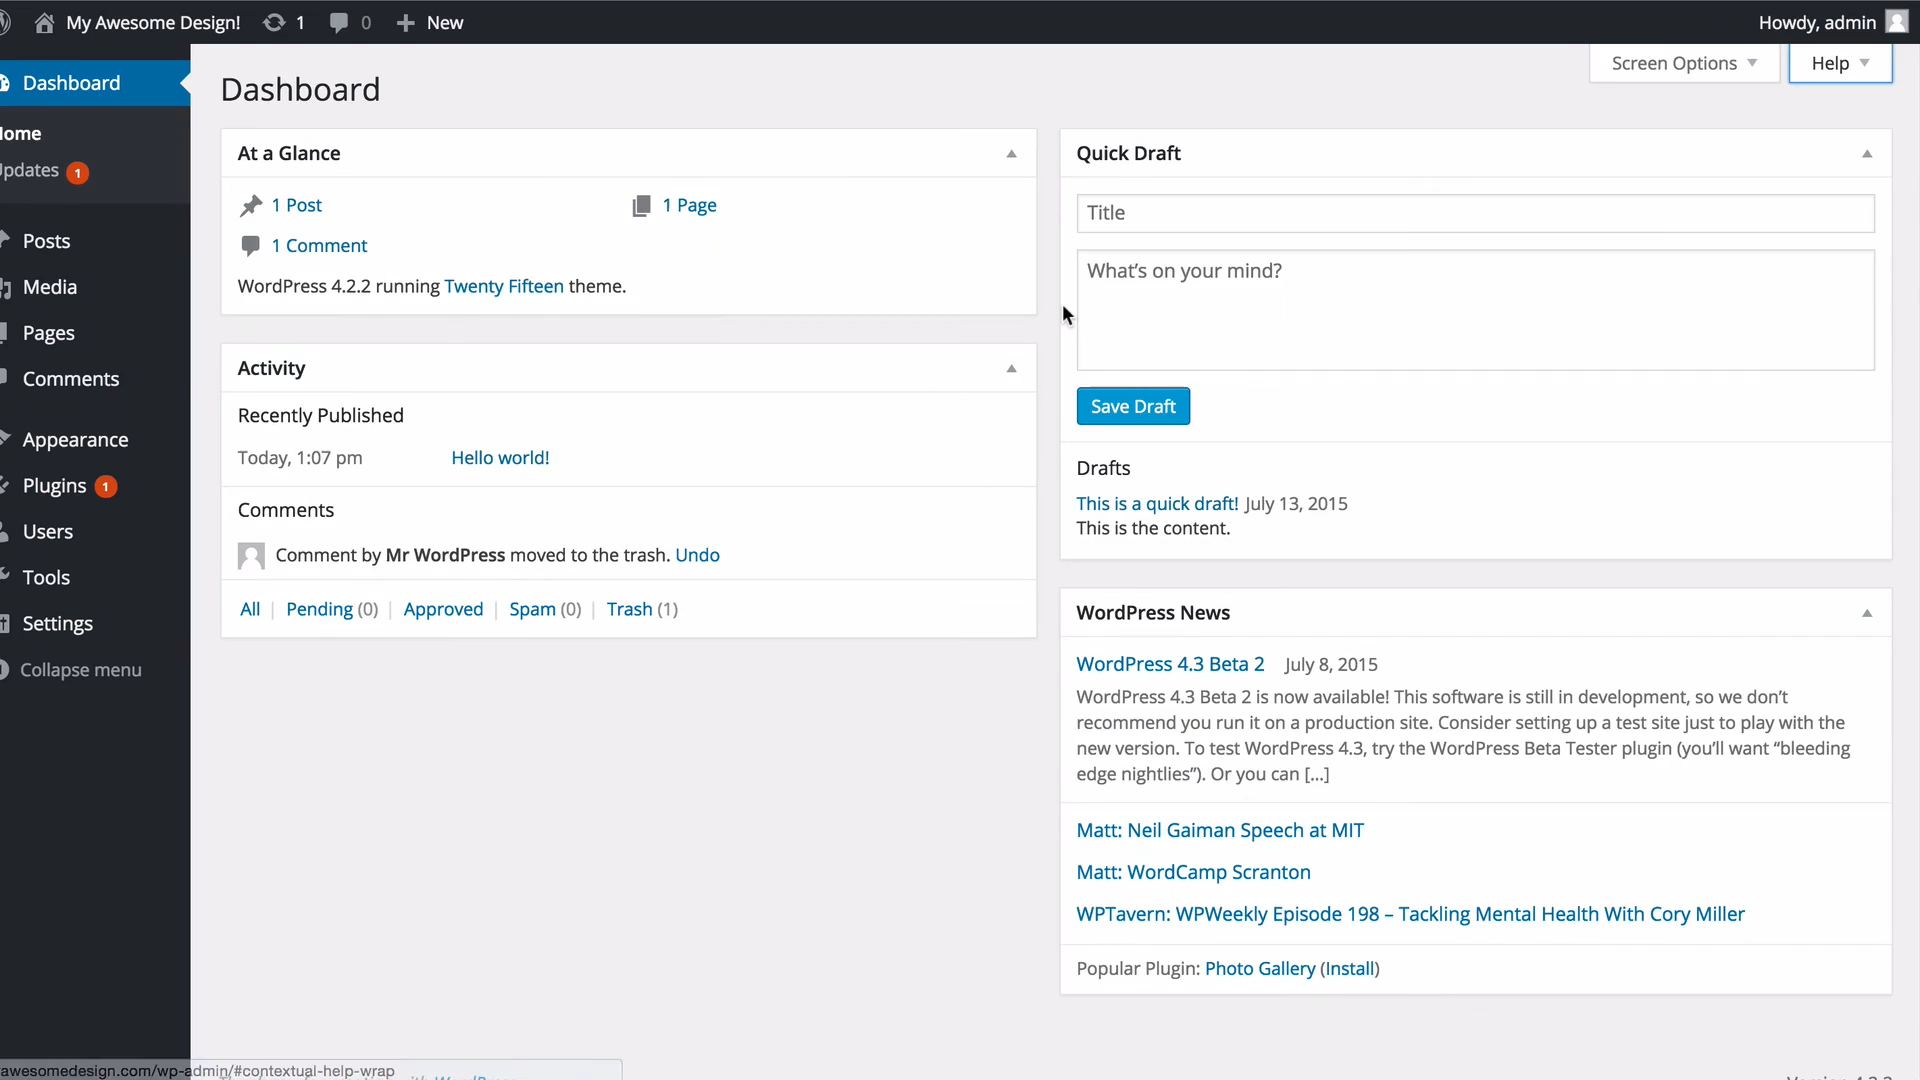 My Awesome Design! 1 0 New Howdy, admin
Screen Options Help
Dashboard
Updates 1
Posts
Media
Pages
Comments
Appearance
Plugins 1
Users
Tools
Settings
Collapse menu
Dashboard
At a Glance
1 Post 1 Page
1 Comment
WordPress 4.2.2 running Twenty Fifteen theme.
Activity
Recently Published
Today, 1:07 pm Hello world!
Comments
Comment by Mr WordPress moved to the trash. Undo
All | Pending (0) | Approved | Spam (0) | Trash (1)
Quick Draft
Title
What's on your mind?
Save Draft
Drafts
This is a quick draft! July 13, 2015
This is the content.
WordPress News
WordPress 4.3 Beta 2 July 8, 2015
WordPress 4.3 Beta 2 is now available! This software is still in development, so we don't
recommend you run it on a production site. Consider setting up a test site just to play with the
new version. To test WordPress 4.3, try the WordPress Beta Tester plugin (you'll want “bleeding
edge nightlies”). Or you can [...]
Matt: Neil Gaiman Speech at MIT
Matt: WordCamp Scranton
WPTavern: WPWeekly Episode 198 – Tackling Mental Health With Cory Miller
Popular Plugin: Photo Gallery (Install)
awesomedesign.com/wp-admin/#contextual-help-wrap